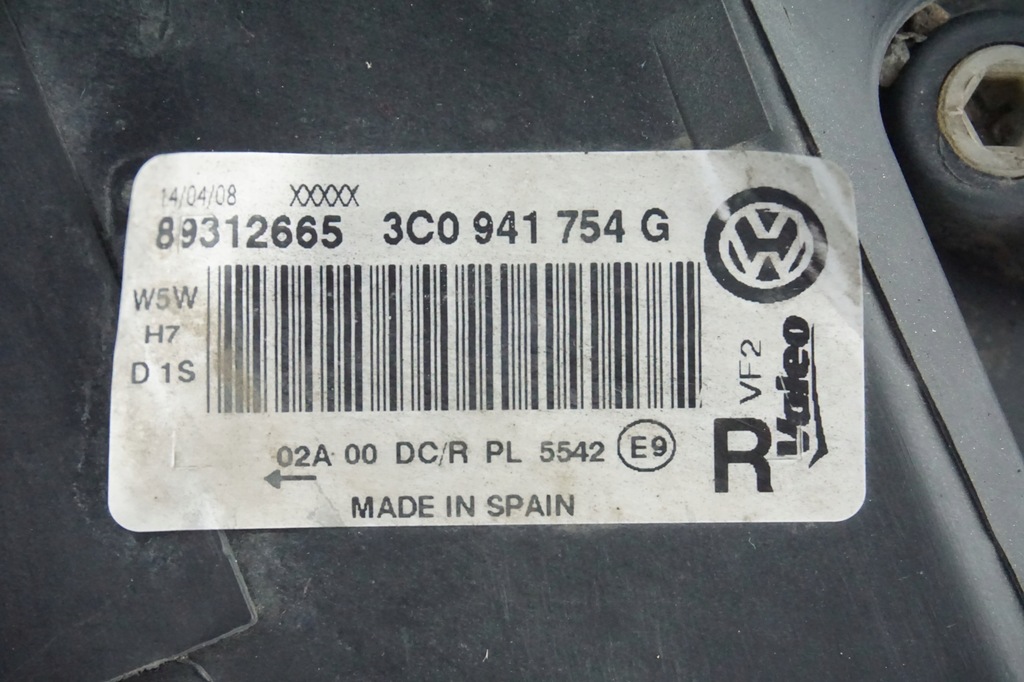 14/04/08 XXXXX
89312665 3C0 941 754 G
W5W
H7
D1S
VF2
Valeo
R
02A 00 DC/R PL 5542 E9
MADE IN SPAIN